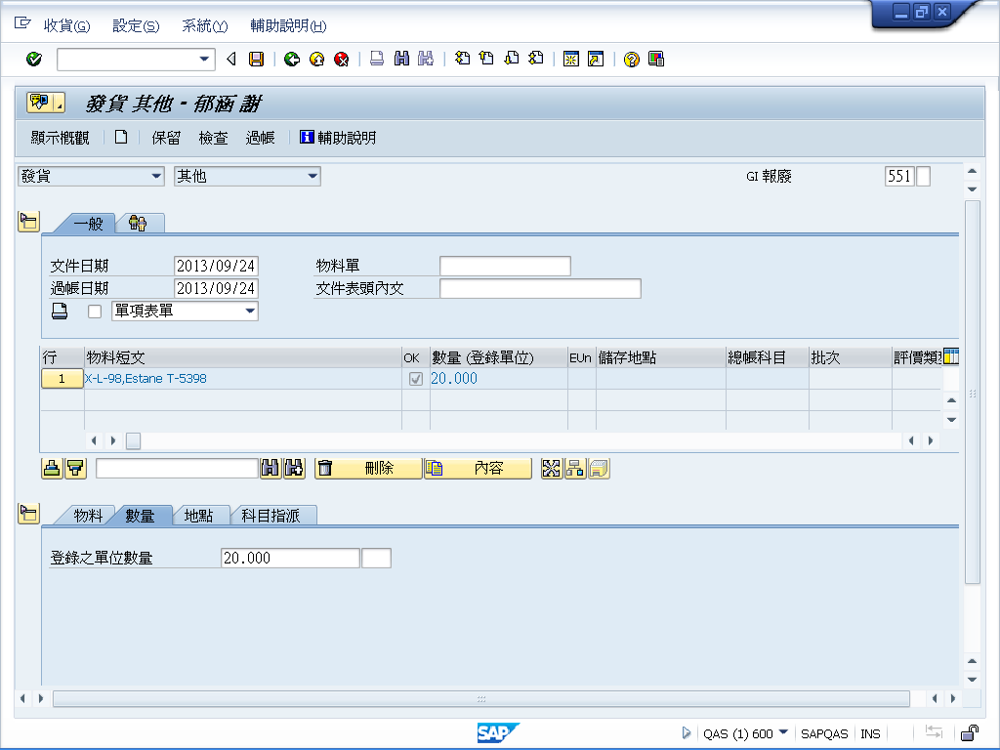 收貨(G) 設定(S) 系統(Y) 輔助說明(H)
發貨 其他 - 郁涵 謝
顯示概觀 保留 檢查 過帳 輔助說明
發貨 其他 GI 報廢 551
一般
文件日期 2013/09/24 物料單
過帳日期 2013/09/24 文件表頭內文
單項表單
行 物料短文 OK 數量 (登錄單位) EUn 儲存地點 總帳科目 批次 評價類型
1 X-L-98,Estane T-5398 20.000
刪除 內容
物料 數量 地點 科目指派
登錄之單位數量 20.000
SAP QAS (1) 600 SAPQAS INS